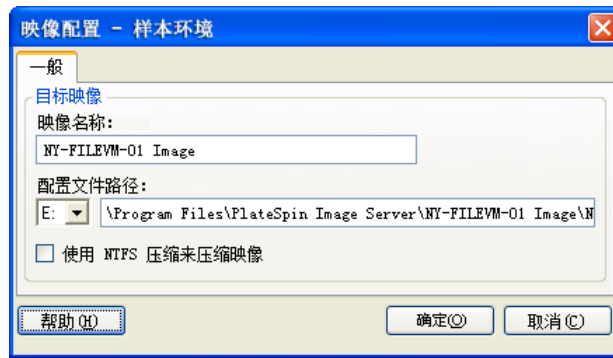 映像配置 - 样本环境
一般
目标映像
映像名称:
NY-FILEVM-01 Image
配置文件路径:
E: \Program Files\PlateSpin Image Server\NY-FILEVM-01 Image\N
使用 NTFS 压缩来压缩映像
帮助(H) 确定(O) 取消(C)